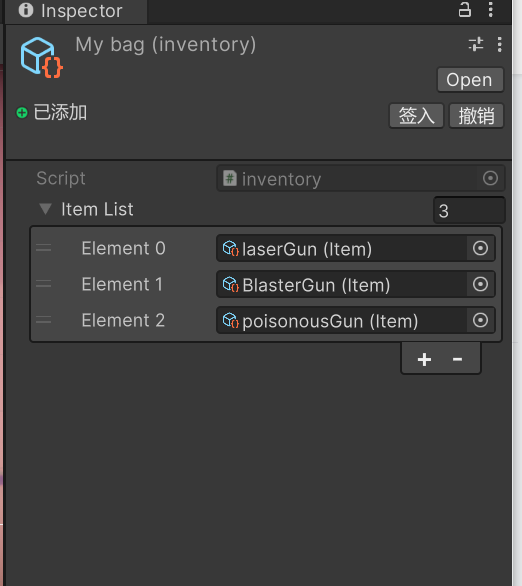 Inspector
My bag (inventory)
Open
已添加 签入 撤销
Script inventory
Item List 3
Element 0 laserGun (Item)
Element 1 BlasterGun (Item)
Element 2 poisonousGun (Item)
+ -